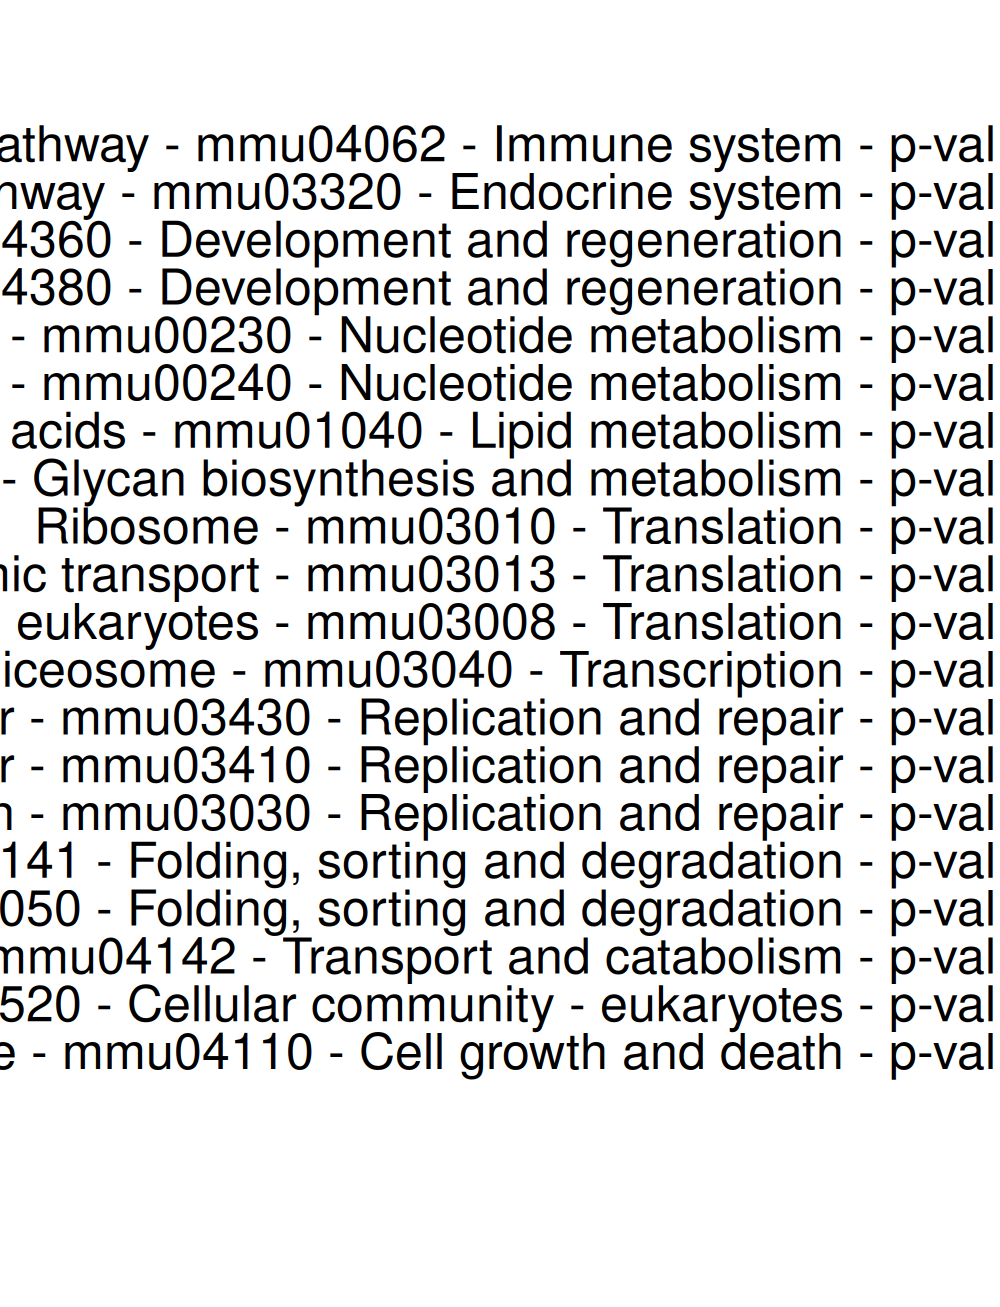 athway - mmu04062 - Immune system - p-val
way - mmu03320 - Endocrine system - p-val
4360 - Development and regeneration - p-val
4380 - Development and regeneration - p-val
- mmu00230 - Nucleotide metabolism - p-val
- mmu00240 - Nucleotide metabolism - p-val
acids - mmu01040 - Lipid metabolism - p-val
- Glycan biosynthesis and metabolism - p-val
Ribosome - mmu03010 - Translation - p-val
ic transport - mmu03013 - Translation - p-val
eukaryotes - mmu03008 - Translation - p-val
iceosome - mmu03040 - Transcription - p-val
r - mmu03430 - Replication and repair - p-val
r - mmu03410 - Replication and repair - p-val
n - mmu03030 - Replication and repair - p-val
141 - Folding, sorting and degradation - p-val
050 - Folding, sorting and degradation - p-val
mmu04142 - Transport and catabolism - p-val
520 - Cellular community - eukaryotes - p-val
e - mmu04110 - Cell growth and death - p-val